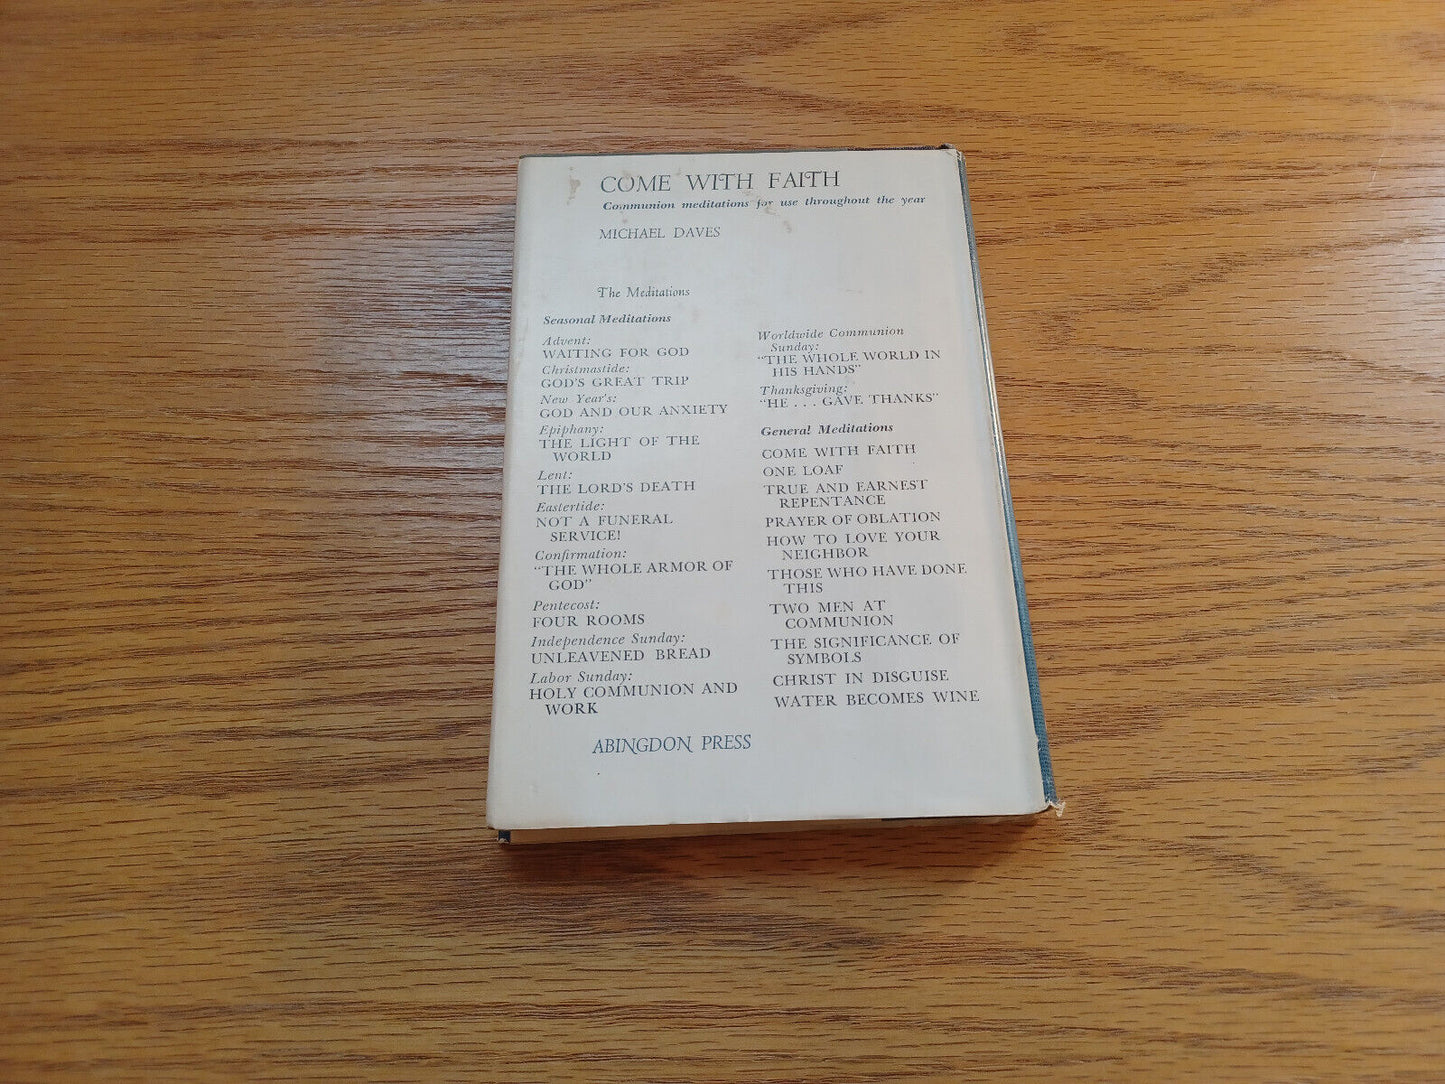 COME WITH FAITH
Communion meditations for use throughout the year
MICHAEL DAVES
The Meditations
Seasonal Meditations
Advent:
WAITING FOR GOD
Christmastide:
GOD'S GREAT TRIP
New Year's:
GOD AND OUR ANXIETY
Epiphany:
THE LIGHT OF THE
WORLD
Lent:
THE LORD'S DEATH
Eastertide:
NOT A FUNERAL
SERVICE!
Confirmation:
"THE WHOLE ARMOR OF
GOD"
Pentecost:
FOUR ROOMS
Independence Sunday:
UNLEAVENED BREAD
Labor Sunday:
HOLY COMMUNION AND
WORK
Worldwide Communion
Sunday:
"THE WHOLE WORLD IN
HIS HANDS"
Thanksgiving:
"HE . . . GAVE THANKS"
General Meditations
COME WITH FAITH
ONE LOAF
TRUE AND EARNEST
REPENTANCE
PRAYER OF OBLATION
HOW TO LOVE YOUR
NEIGHBOR
THOSE WHO HAVE DONE
THIS
TWO MEN AT
COMMUNION
THE SIGNIFICANCE OF
SYMBOLS
CHRIST IN DISGUISE
WATER BECOMES WINE
ABINGDON PRESS